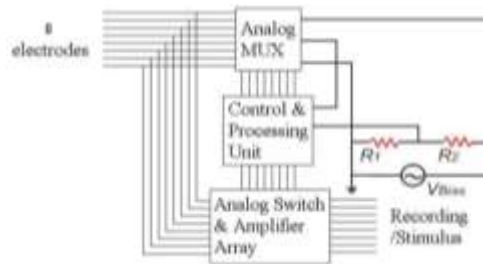 8
electrodes
Analog
MUX
Control &
Processing
Unit
R1
R2
VBias
Analog Switch
& Amplifier
Array
Recording
/Stimulus